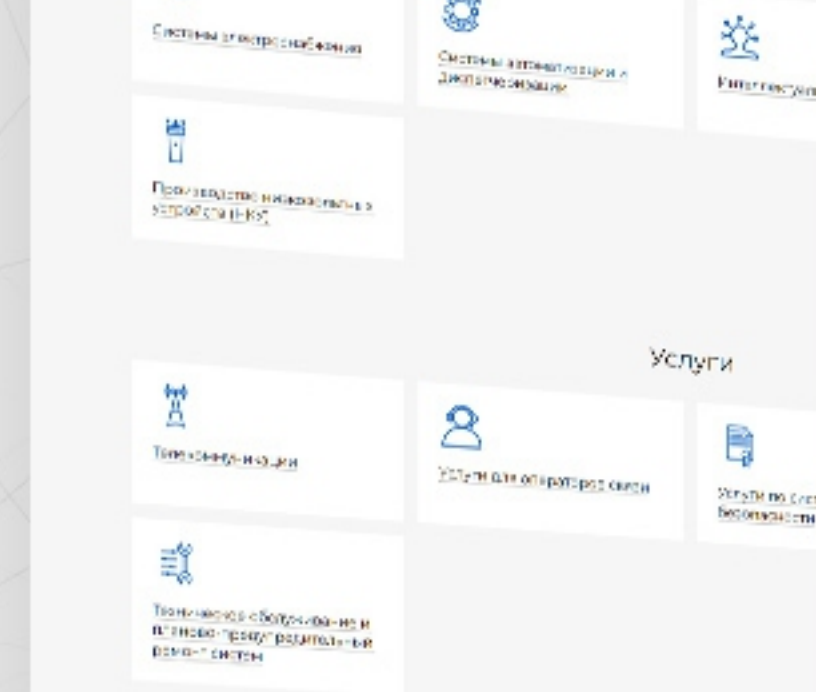 Системы электроснабжения
Системы автоматизации и
диспетчеризации
Производство низковольтных
устройств (НКУ)
Услуги
Телекоммуникации
Услуги для операторов связи
Услуги по
безопасности
Техническое обслуживание и
планово-предупредительный
ремонт систем